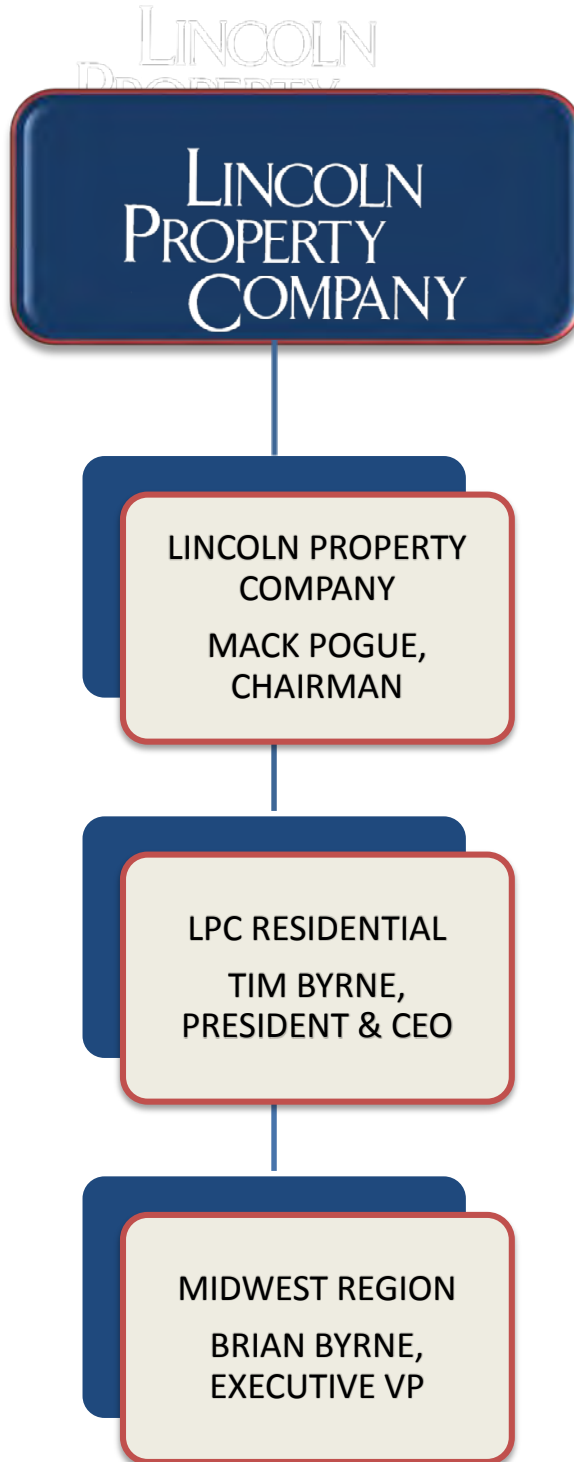 LINCOLN
PROPERTY
LINCOLN
PROPERTY
COMPANY
LINCOLN PROPERTY
COMPANY
MACK POGUE,
CHAIRMAN
LPC RESIDENTIAL
TIM BYRNE,
PRESIDENT & CEO
MIDWEST REGION
BRIAN BYRNE,
EXECUTIVE VP